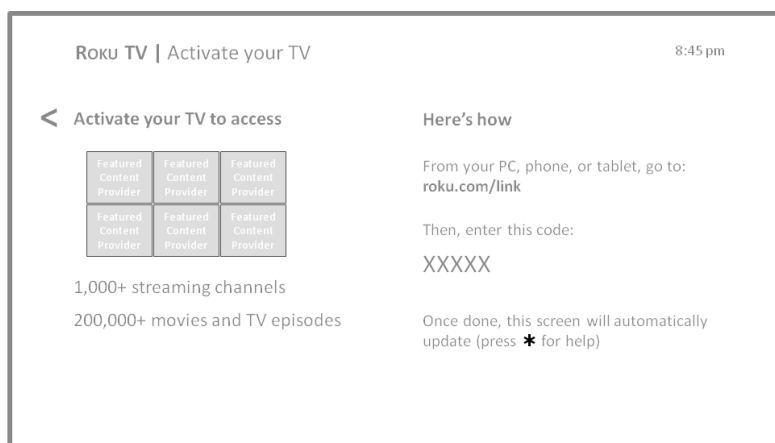 ROKU TV | Activate your TV
8:45 pm
< Activate your TV to access
Featured Content Provider
Featured Content Provider
Featured Content Provider
Featured Content Provider
Featured Content Provider
Featured Content Provider
1,000+ streaming channels
200,000+ movies and TV episodes
Here's how
From your PC, phone, or tablet, go to:
roku.com/link
Then, enter this code:
XXXXX
Once done, this screen will automatically
update (press * for help)